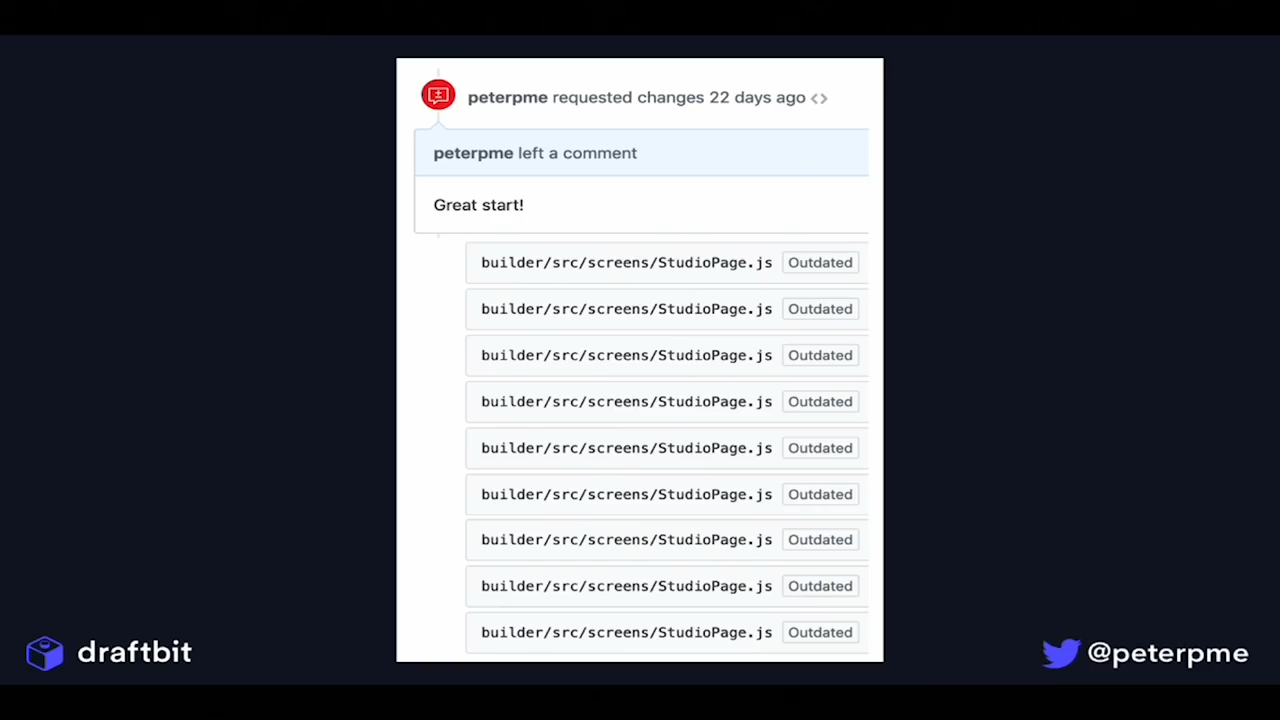 peterpme requested changes 22 days ago <>
peterpme left a comment
Great start!
builder/src/screens/StudioPage.js Outdated
builder/src/screens/StudioPage.js Outdated
builder/src/screens/StudioPage.js Outdated
builder/src/screens/StudioPage.js Outdated
builder/src/screens/StudioPage.js Outdated
builder/src/screens/StudioPage.js Outdated
builder/src/screens/StudioPage.js Outdated
builder/src/screens/StudioPage.js Outdated
builder/src/screens/StudioPage.js Outdated
draftbit
@peterpme